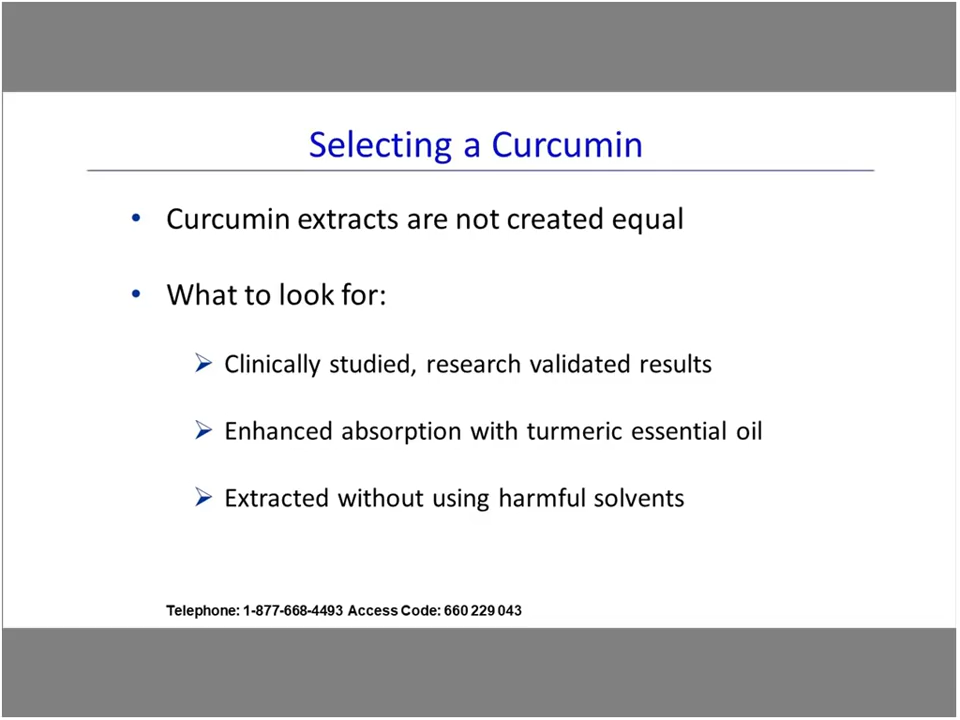 Selecting a Curcumin
• Curcumin extracts are not created equal
• What to look for:
➢ Clinically studied, research validated results
➢ Enhanced absorption with turmeric essential oil
➢ Extracted without using harmful solvents
Telephone: 1-877-668-4493 Access Code: 660 229 043